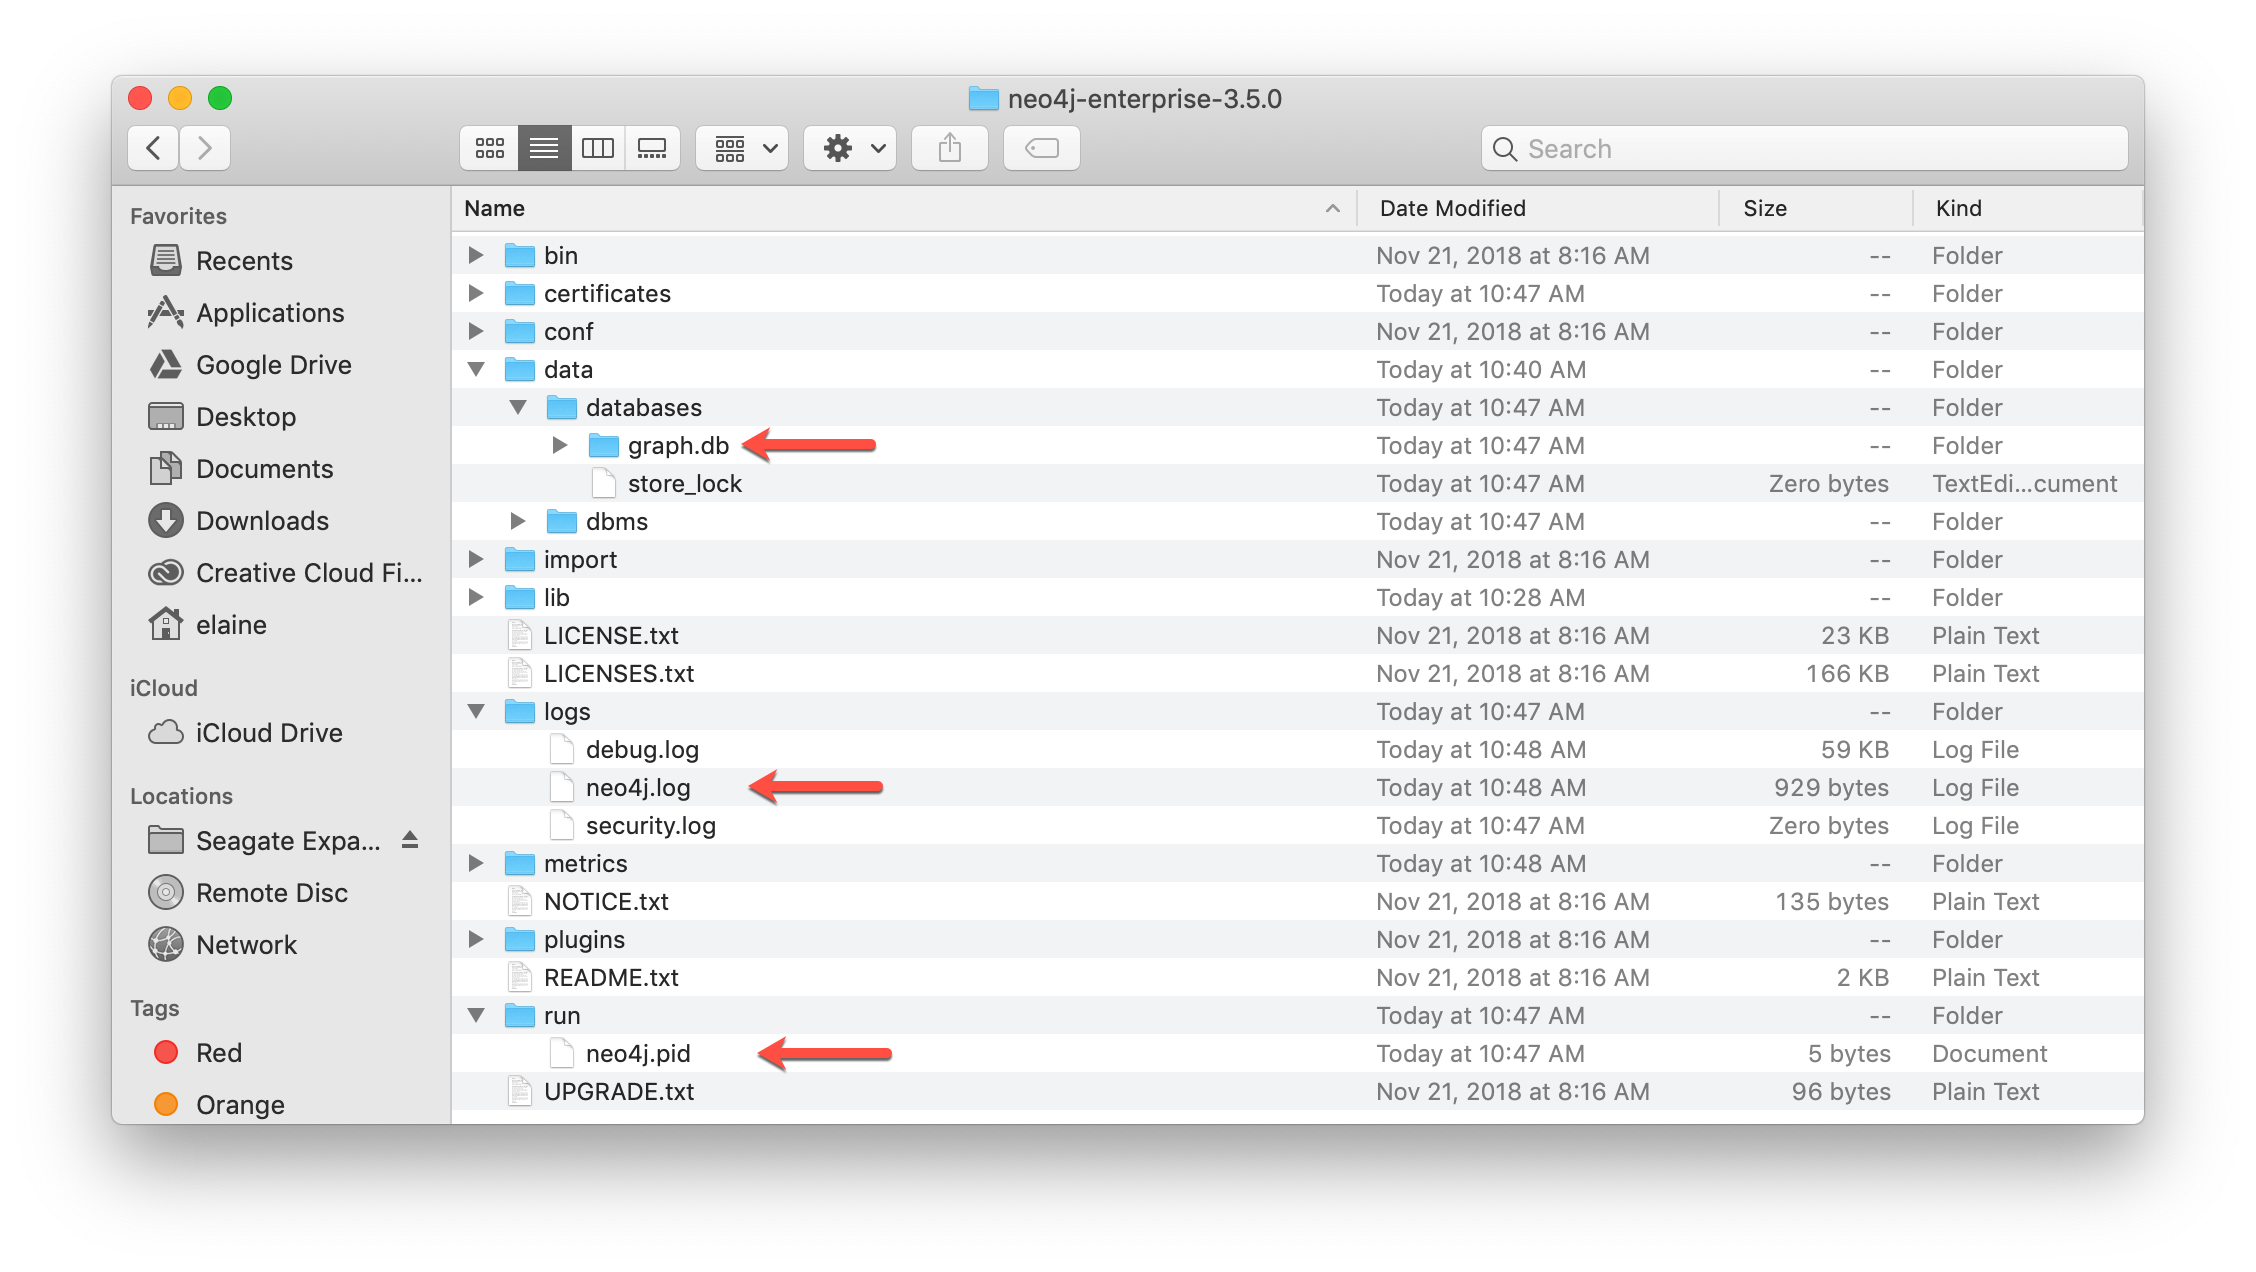 neo4j-enterprise-3.5.0
Search
Favorites
Recents
Applications
Google Drive
Desktop
Documents
Downloads
Creative Cloud Fi...
elaine
iCloud
iCloud Drive
Locations
Seagate Expa...
Remote Disc
Network
Tags
Red
Orange
Name Date Modified Size Kind
bin Nov 21, 2018 at 8:16 AM -- Folder
certificates Today at 10:47 AM -- Folder
conf Nov 21, 2018 at 8:16 AM -- Folder
data Today at 10:40 AM -- Folder
databases Today at 10:47 AM -- Folder
graph.db Today at 10:47 AM -- Folder
store_lock Today at 10:47 AM Zero bytes TextEdi...cument
dbms Today at 10:47 AM -- Folder
import Nov 21, 2018 at 8:16 AM -- Folder
lib Today at 10:28 AM -- Folder
LICENSE.txt Nov 21, 2018 at 8:16 AM 23 KB Plain Text
LICENSES.txt Nov 21, 2018 at 8:16 AM 166 KB Plain Text
logs Today at 10:47 AM -- Folder
debug.log Today at 10:48 AM 59 KB Log File
neo4j.log Today at 10:48 AM 929 bytes Log File
security.log Today at 10:47 AM Zero bytes Log File
metrics Today at 10:48 AM -- Folder
NOTICE.txt Nov 21, 2018 at 8:16 AM 135 bytes Plain Text
plugins Nov 21, 2018 at 8:16 AM -- Folder
README.txt Nov 21, 2018 at 8:16 AM 2 KB Plain Text
run Today at 10:47 AM -- Folder
neo4j.pid Today at 10:47 AM 5 bytes Document
UPGRADE.txt Nov 21, 2018 at 8:16 AM 96 bytes Plain Text